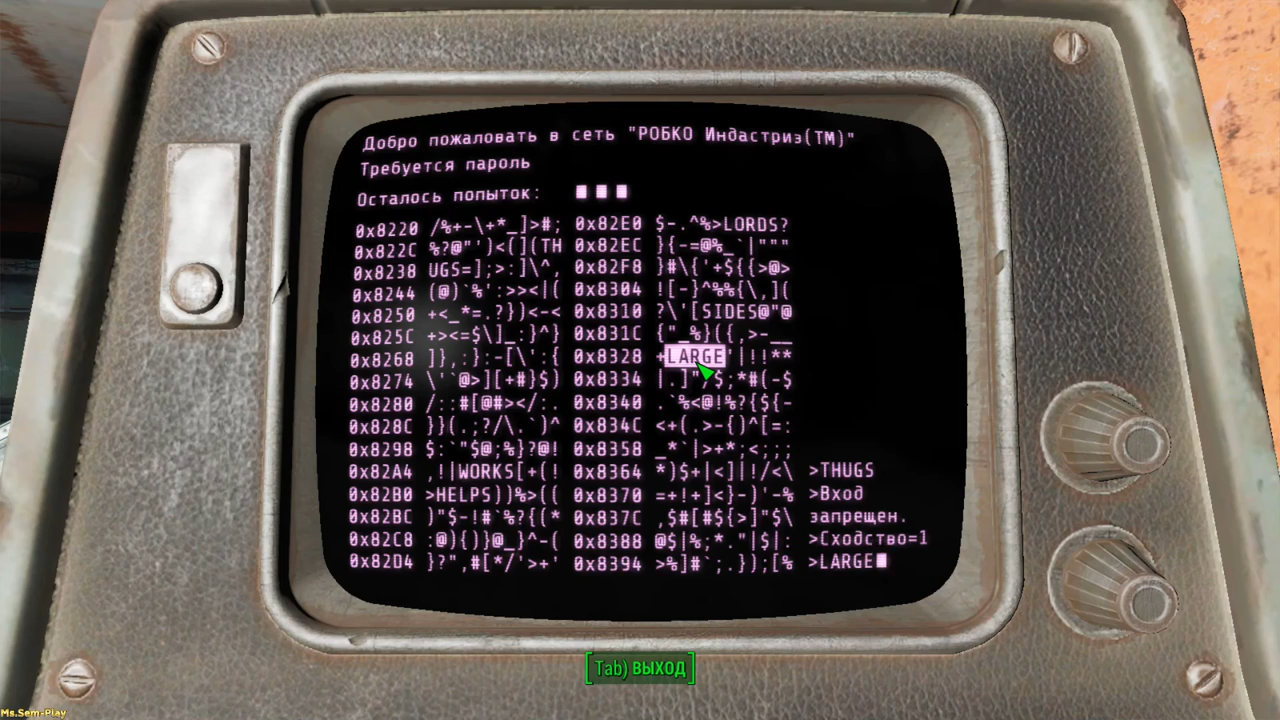 Добро пожаловать в сеть "РОБКО Индастриз(ТМ)"
Требуется пароль
Осталось попыток: ■ ■ ■
0x8220 /%+-\+*_]>#; 0x82E0 $-.^%>LORDS?
0x822C %?@"')<(](TH 0x82EC }{-=@%_`|"""
0x8238 UGS=];>:]\^, 0x82F8 }#\{'+${{>@>
0x8244 (@)`%':>><|( 0x8304 ![-}^%%{\,](
0x8250 +<_*=.?})<-< 0x8310 ?\'[SIDES@"@
0x825C +><=$\]_:}^} 0x831C {"_%}({,>-__
0x8268 ]},:}:-[\':{ 0x8328 +LARGE'|!!**
0x8274 \'`@>][+#}$) 0x8334 |.]"/$;*#(-$
0x8280 /::#[@#></:. 0x8340 .`%<@!%?{${-
0x828C }}(.;?/\.`)^ 0x834C <+(.>-{)^[=:
0x8298 $:`"$@;%}?@! 0x8358 _*`|>+*;<;;;
0x82A4 ,!|WORKS[+(! 0x8364 *)$+|<]|!/<\ >THUGS
0x82B0 >HELPS))%>(( 0x8370 =+!+]<}-)'-% >Вход
0x82BC )"$-!#`%?{(* 0x837C ,$#[#${>]"$\ запрещен.
0x82C8 :@){()}@_}^-( 0x8388 @$|%;*."|$|: >Сходство=1
0x82D4 }?",#[*/'>+' 0x8394 >%]#`;.});[% >LARGE■
Tab) ВЫХОД
Ms.Sem-Play